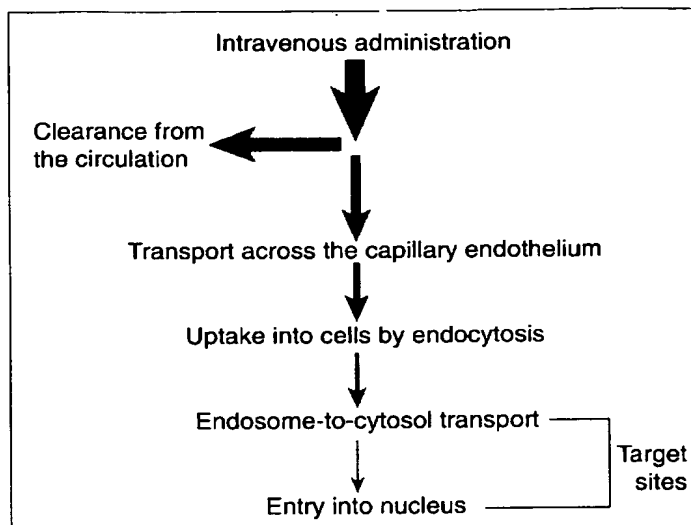 Intravenous administration
Clearance from
the circulation
Transport across the capillary endothelium
Uptake into cells by endocytosis
Endosome-to-cytosol transport
Target
sites
Entry into nucleus